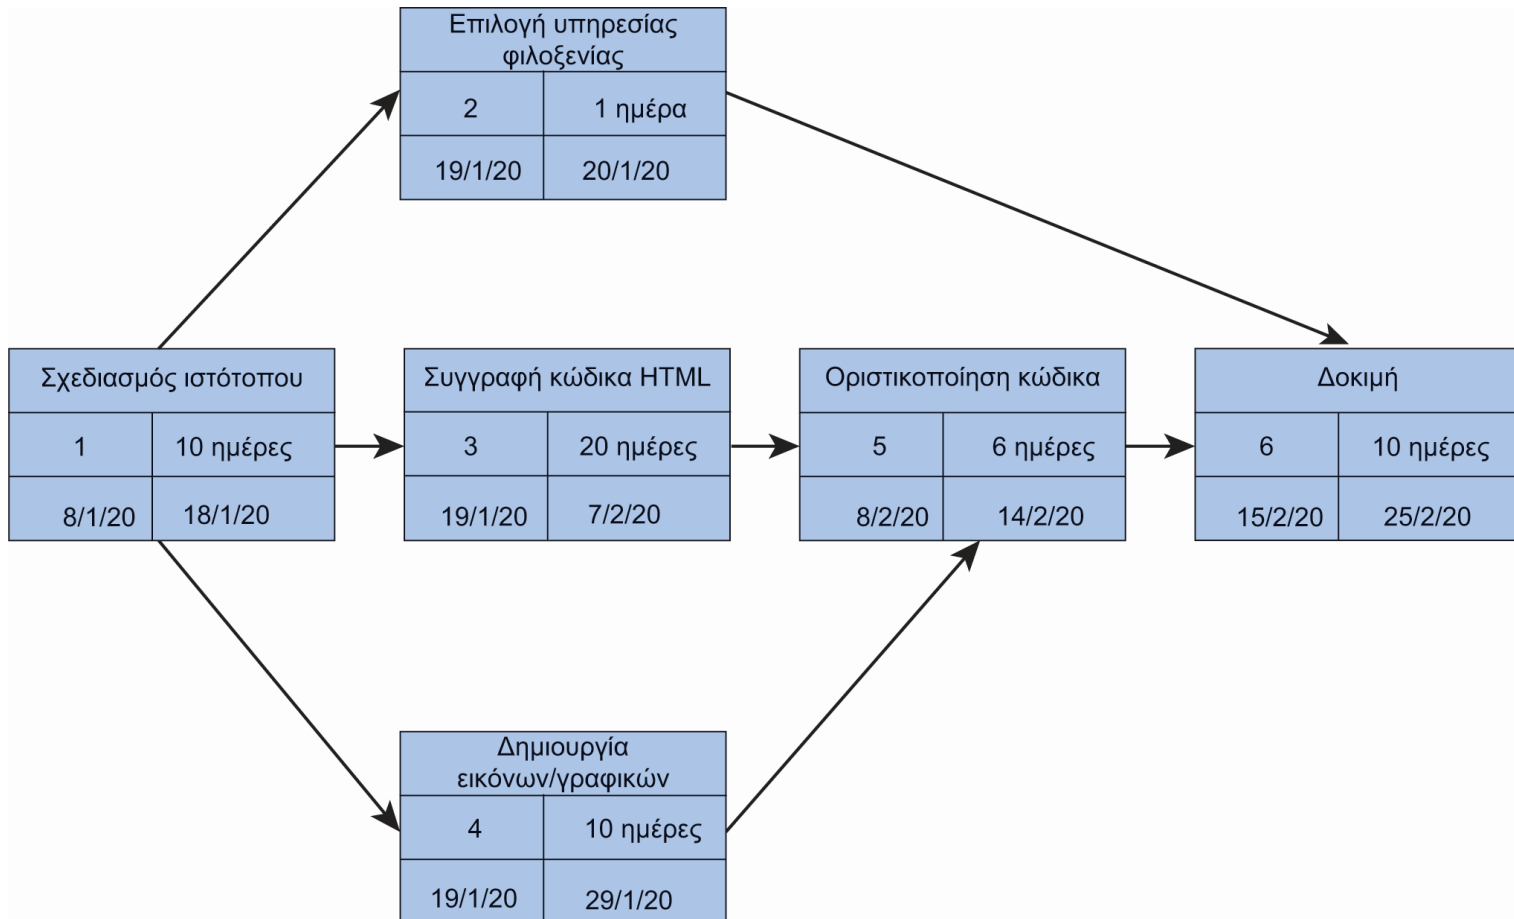 Επιλογή υπηρεσίας
φιλοξενίας
2 1 ημέρα
19/1/20 20/1/20
Σχεδιασμός ιστότοπου
1 10 ημέρες
8/1/20 18/1/20
Συγγραφή κώδικα HTML
3 20 ημέρες
19/1/20 7/2/20
Οριστικοποίηση κώδικα
5 6 ημέρες
8/2/20 14/2/20
Δοκιμή
6 10 ημέρες
15/2/20 25/2/20
Δημιουργία
εικόνων/γραφικών
4 10 ημέρες
19/1/20 29/1/20